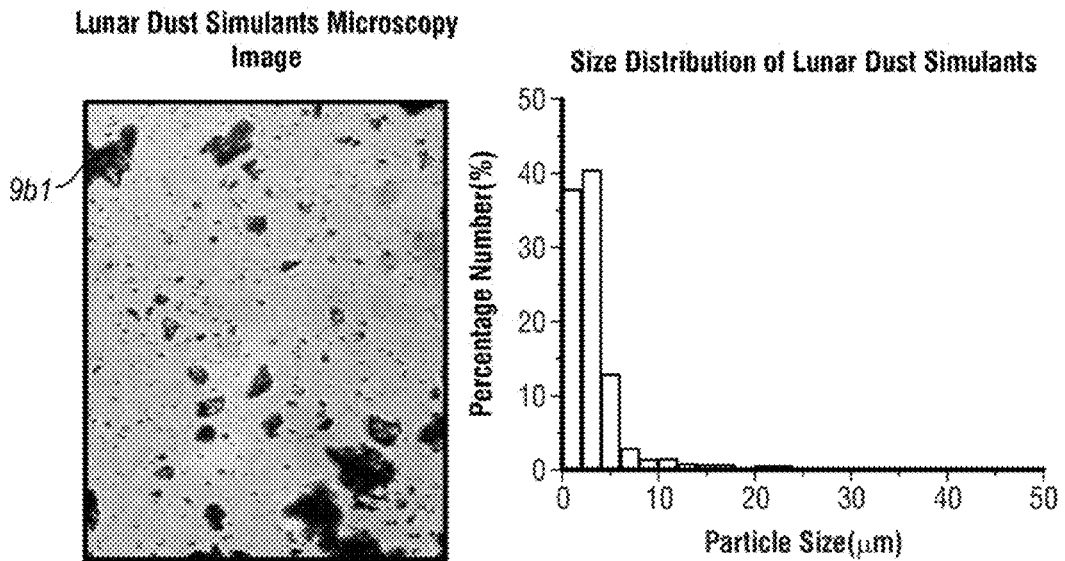 Lunar Dust Simulants Microscopy
Image
9b1
Size Distribution of Lunar Dust Simulants
Percentage Number(%)
50
40
30
20
10
0
0 10 20 30 40 50
Particle Size(μm)